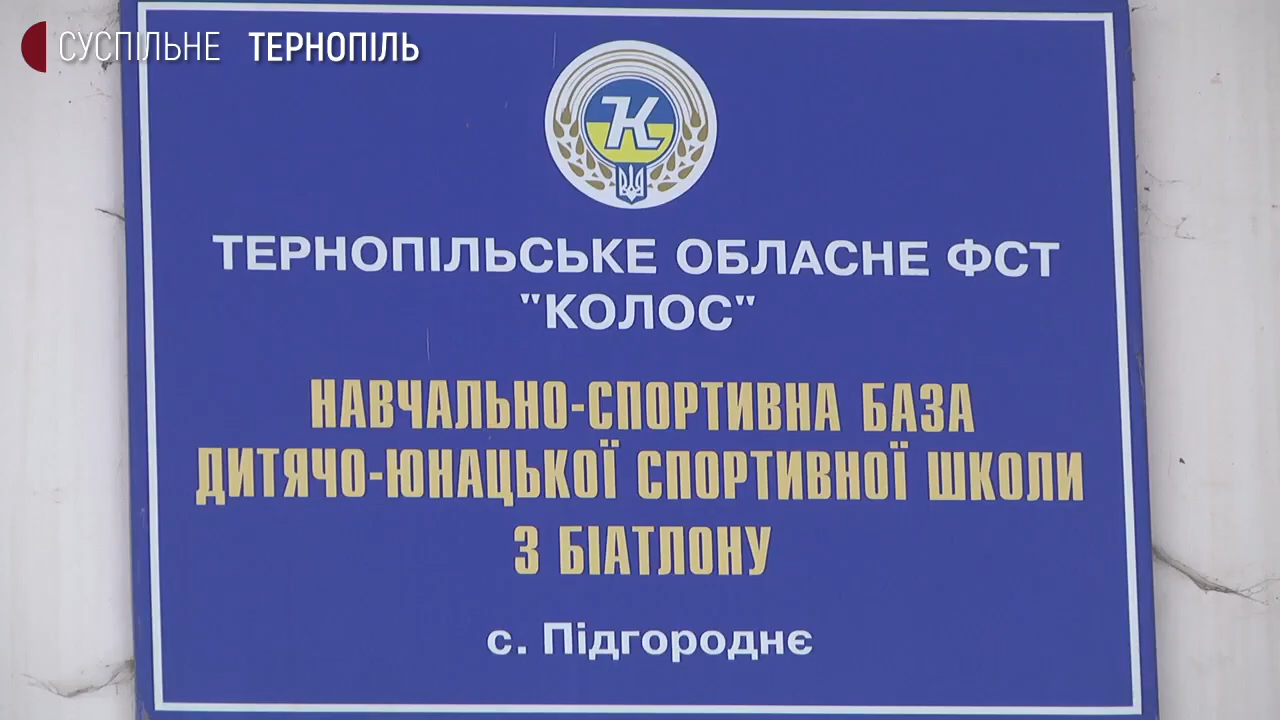 СУСПІЛЬНЕ ТЕРНОПІЛЬ
К
ТЕРНОПІЛЬСЬКЕ ОБЛАСНЕ ФСТ
"КОЛОС"
НАВЧАЛЬНО-СПОРТИВНА БАЗА
ДИТЯЧО-ЮНАЦЬКОЇ СПОРТИВНОЇ ШКОЛИ
З БІАТЛОНУ
с. Підгороднє